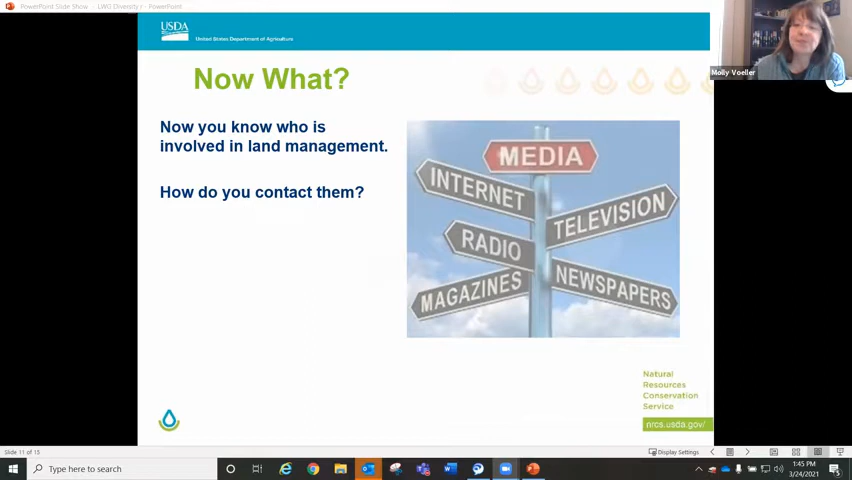 PowerPoint Slide Show - LWG Diversity r - PowerPoint
USDA
United States Department of Agriculture
Molly Voeller
Now What?
Now you know who is
involved in land management.
How do you contact them?
MEDIA
INTERNET
TELEVISION
RADIO
MAGAZINES
NEWSPAPERS
Natural
Resources
Conservation
Service
nrcs.usda.gov/
Slide 11 of 15
Display Settings
Type here to search
1:45 PM
3/24/2021